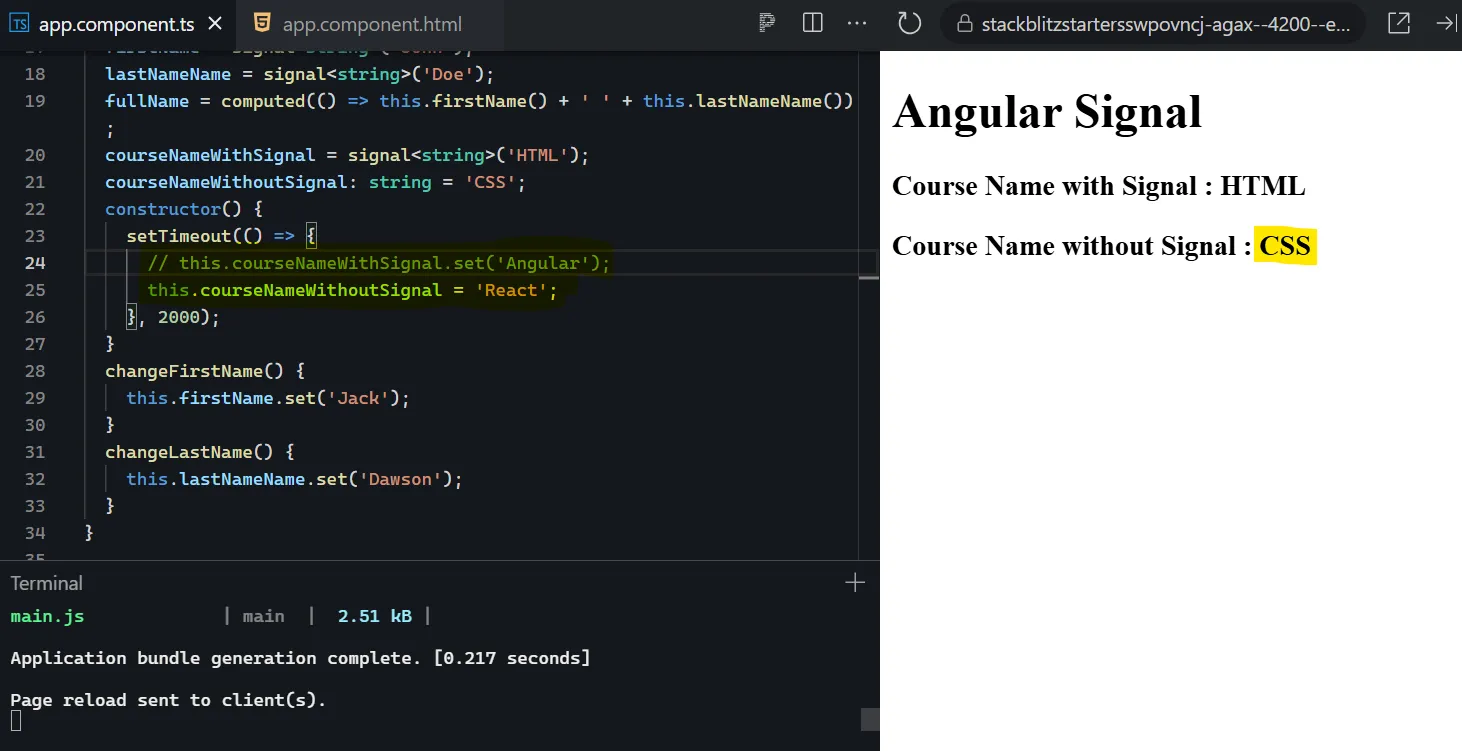 TS app.component.ts
app.component.html
stackblitzstartersswpovncj-agax--4200--e...
18 lastNameName = signal<string>('Doe');
19 fullName = computed(() => this.firstName() + ' ' + this.lastNameName())
;
20 courseNameWithSignal = signal<string>('HTML');
21 courseNameWithoutSignal: string = 'CSS';
22 constructor() {
23 setTimeout(() => {
24 // this.courseNameWithSignal.set('Angular');
25 this.courseNameWithoutSignal = 'React';
26 }, 2000);
27 }
28 changeFirstName() {
29 this.firstName.set('Jack');
30 }
31 changeLastName() {
32 this.lastNameName.set('Dawson');
33 }
34 }
35
Terminal
main.js | main | 2.51 kB |
Application bundle generation complete. [0.217 seconds]
Page reload sent to client(s).
Angular Signal
Course Name with Signal : HTML
Course Name without Signal : CSS